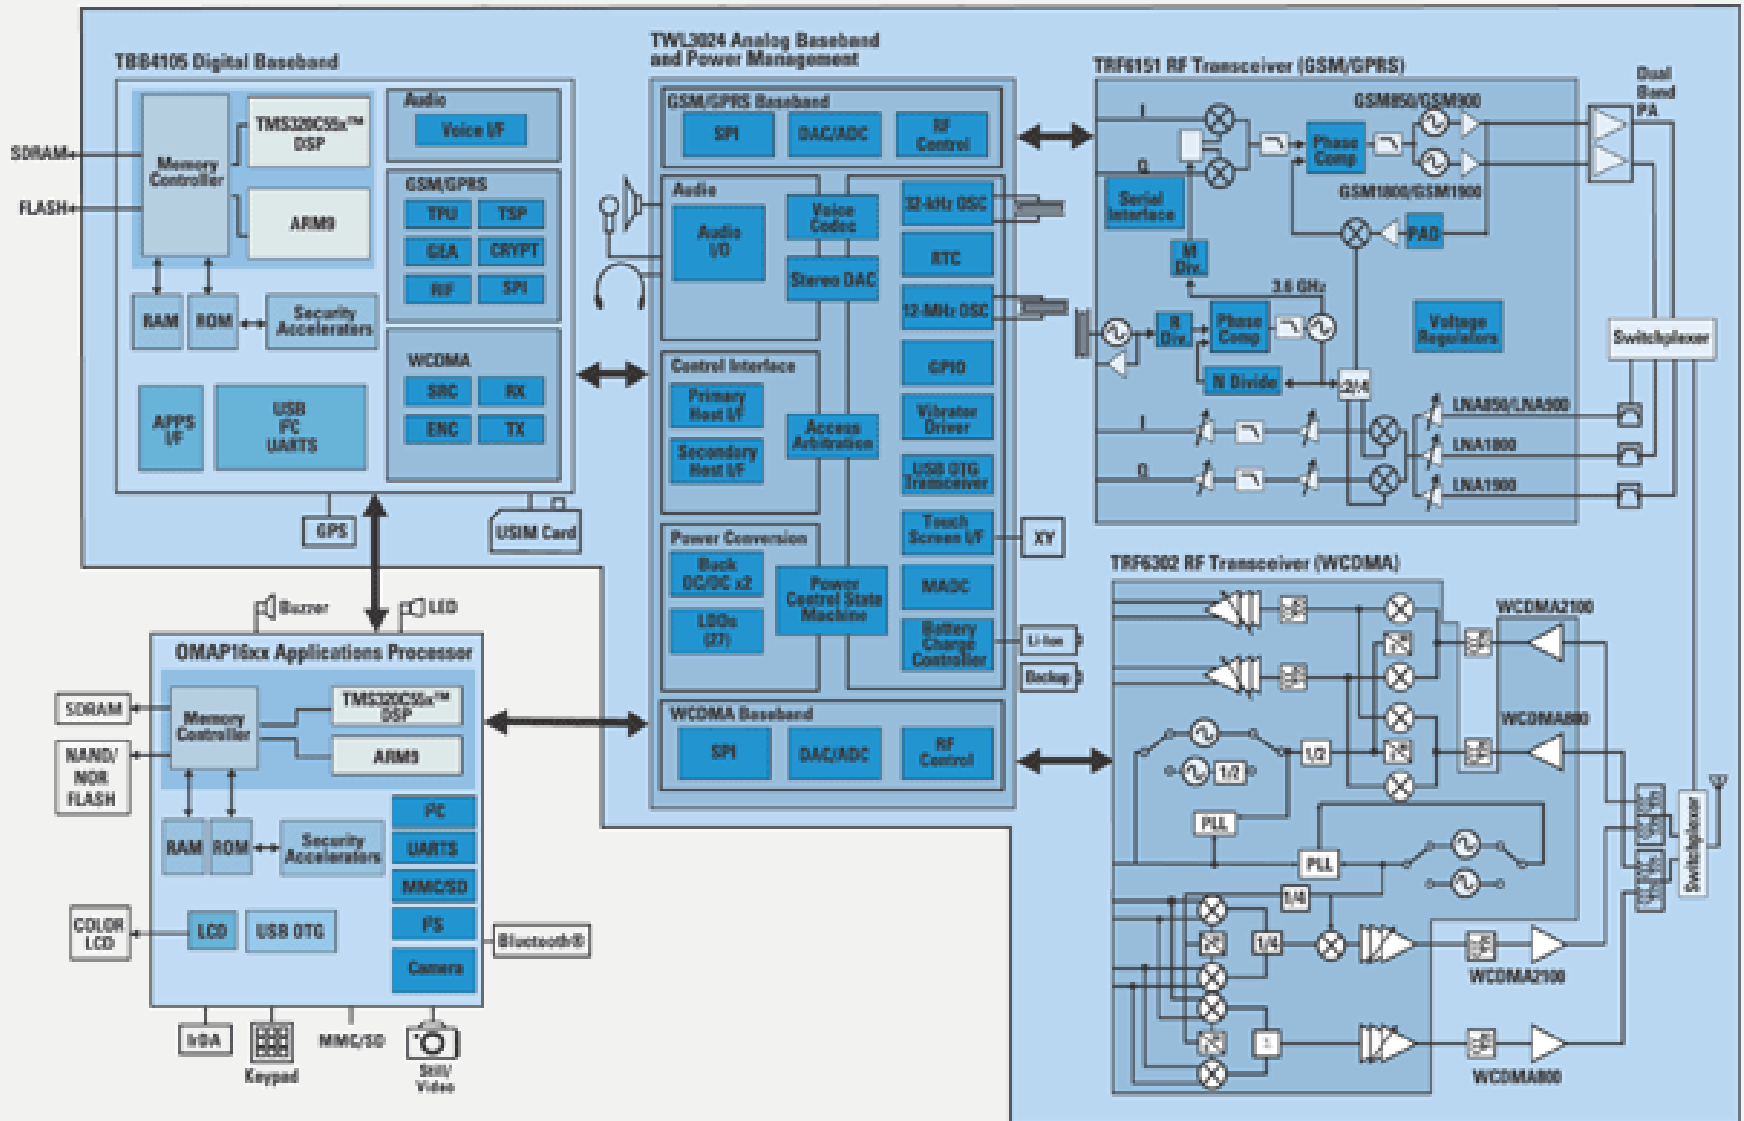 TBB4105 Digital Baseband
Memory
Controller
TMS320C55x™
DSP
ARM9
SDRAM
FLASH
RAM
ROM
Security
Accelerators
APPS
I/F
USB
I²C
UARTS
Audio
Voice I/F
GSM/GPRS
TPU
TSP
GEA
CRYPT
RIF
SPI
WCDMA
SRC
RX
ENC
TX
GPS
USIM Card
TWL3024 Analog Baseband
and Power Management
GSM/GPRS Baseband
SPI
DAC/ADC
RF
Control
Audio
Audio
I/O
Voice
Codec
Stereo DAC
32-kHz OSC
RTC
12-MHz OSC
GPIO
Vibrator
Driver
USB OTG
Transceiver
Touch
Screen I/F
MADC
Battery
Charge
Controller
Control Interface
Primary
Host I/F
Secondary
Host I/F
Access
Arbitration
Power Conversion
Buck
DC/DC x2
LDOs
(27)
Power
Control State
Machine
XY
Li-Ion
Backup
WCDMA Baseband
SPI
DAC/ADC
RF
Control
TRF6151 RF Transceiver (GSM/GPRS)
I
Q
Serial
Interface
M
Div.
R
Div.
Phase
Comp
N Divide
3.6 GHz
Phase
Comp
GSM850/GSM900
GSM1800/GSM1900
PAD
Voltage
Regulators
I
Q
LNA850/LNA900
LNA1800
LNA1900
Dual
Band
PA
Switchplexer
TRF6302 RF Transceiver (WCDMA)
WCDMA2100
WCDMA800
1/2
1/2
PLL
PLL
1/4
1/4
WCDMA2100
WCDMA800
Switchplexer
Buzzer
LED
OMAP16xx Applications Processor
Memory
Controller
TMS320C55x™
DSP
ARM9
SDRAM
NAND/
NOR
FLASH
RAM
ROM
Security
Accelerators
I²C
UARTS
MMC/SD
I²S
Camera
LCD
USB OTG
COLOR
LCD
Bluetooth®
IrDA
Keypad
MMC/SD
Still/
Video